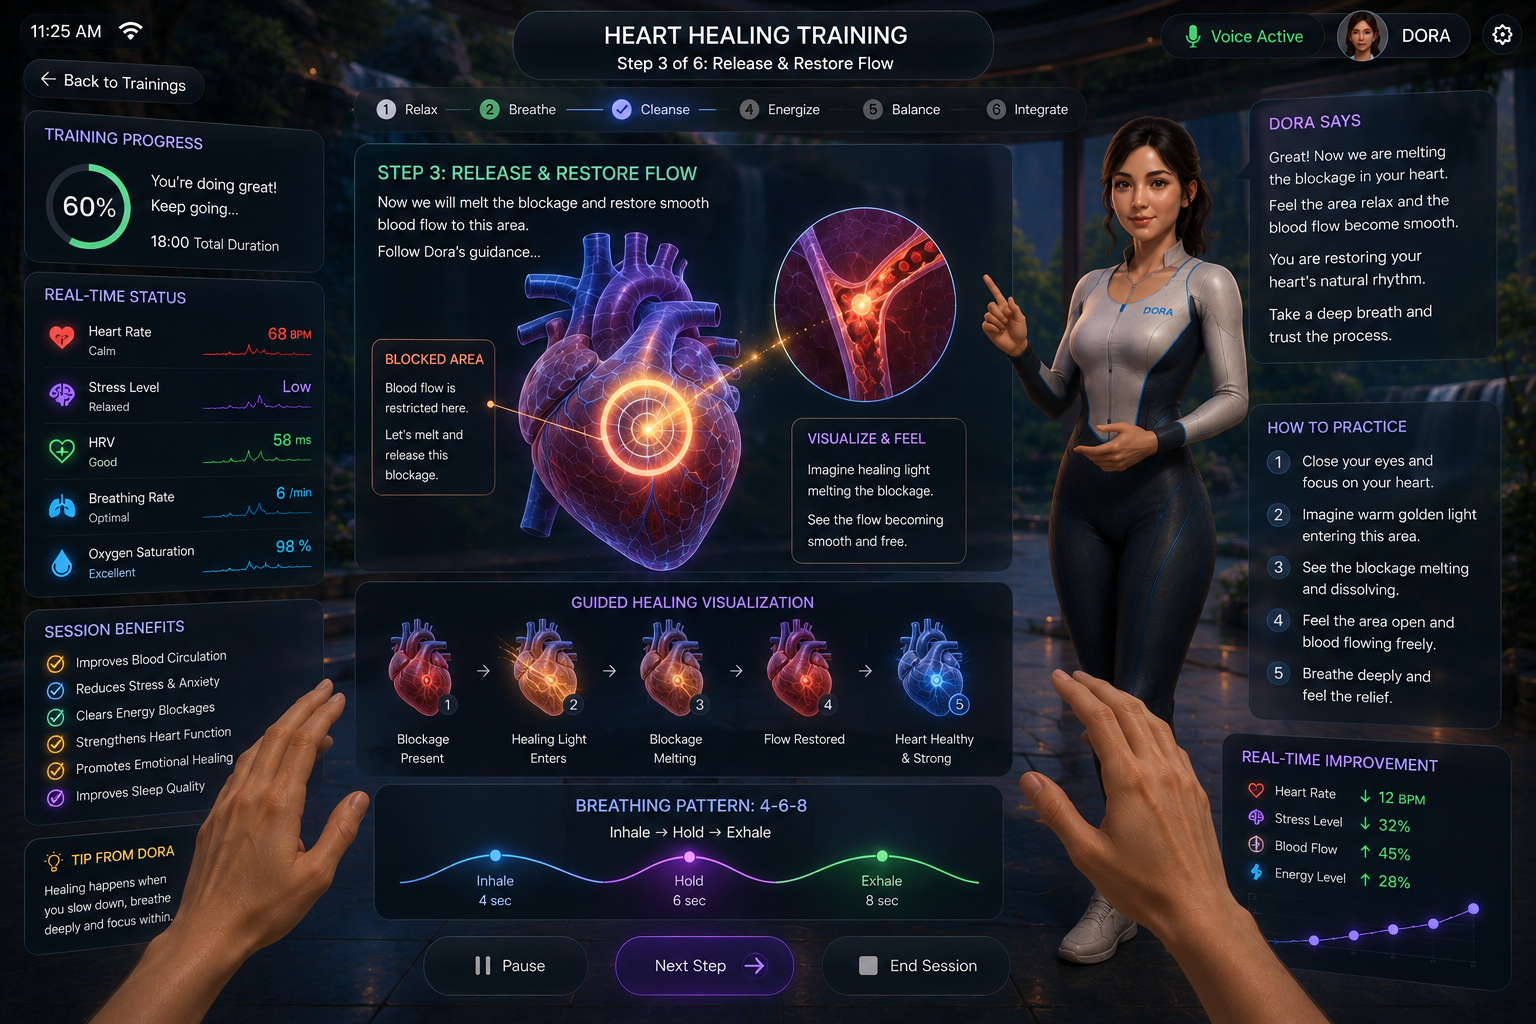 11:25 AM
HEART HEALING TRAINING
Step 3 of 6: Release & Restore Flow
Voice Active
DORA
← Back to Trainings
1 Relax
2 Breathe
Cleanse
4 Energize
5 Balance
6 Integrate
TRAINING PROGRESS
60%
You're doing great!
Keep going...
18:00 Total Duration
REAL-TIME STATUS
Heart Rate
68 BPM
Calm
Stress Level
Low
Relaxed
HRV
58 ms
Good
Breathing Rate
6 /min
Optimal
Oxygen Saturation
98 %
Excellent
SESSION BENEFITS
Improves Blood Circulation
Reduces Stress & Anxiety
Clears Energy Blockages
Strengthens Heart Function
Promotes Emotional Healing
Improves Sleep Quality
TIP FROM DORA
Healing happens when
you slow down, breathe
deeply and focus within.
STEP 3: RELEASE & RESTORE FLOW
Now we will melt the blockage and restore smooth
blood flow to this area.
Follow Dora's guidance...
BLOCKED AREA
Blood flow is
restricted here.
Let's melt and
release this
blockage.
VISUALIZE & FEEL
Imagine healing light
melting the blockage.
See the flow becoming
smooth and free.
GUIDED HEALING VISUALIZATION
1
2
3
4
5
Blockage
Present
Healing Light
Enters
Blockage
Melting
Flow Restored
Heart Healthy
& Strong
BREATHING PATTERN: 4-6-8
Inhale → Hold → Exhale
Inhale
4 sec
Hold
6 sec
Exhale
8 sec
Pause
Next Step →
End Session
DORA
DORA SAYS
Great! Now we are melting
the blockage in your heart.
Feel the area relax and the
blood flow become smooth.
You are restoring your
heart's natural rhythm.
Take a deep breath and
trust the process.
HOW TO PRACTICE
1 Close your eyes and
focus on your heart.
2 Imagine warm golden light
entering this area.
3 See the blockage melting
and dissolving.
4 Feel the area open and
blood flowing freely.
5 Breathe deeply and
feel the relief.
REAL-TIME IMPROVEMENT
Heart Rate ↓ 12 BPM
Stress Level ↓ 32%
Blood Flow ↑ 45%
Energy Level ↑ 28%